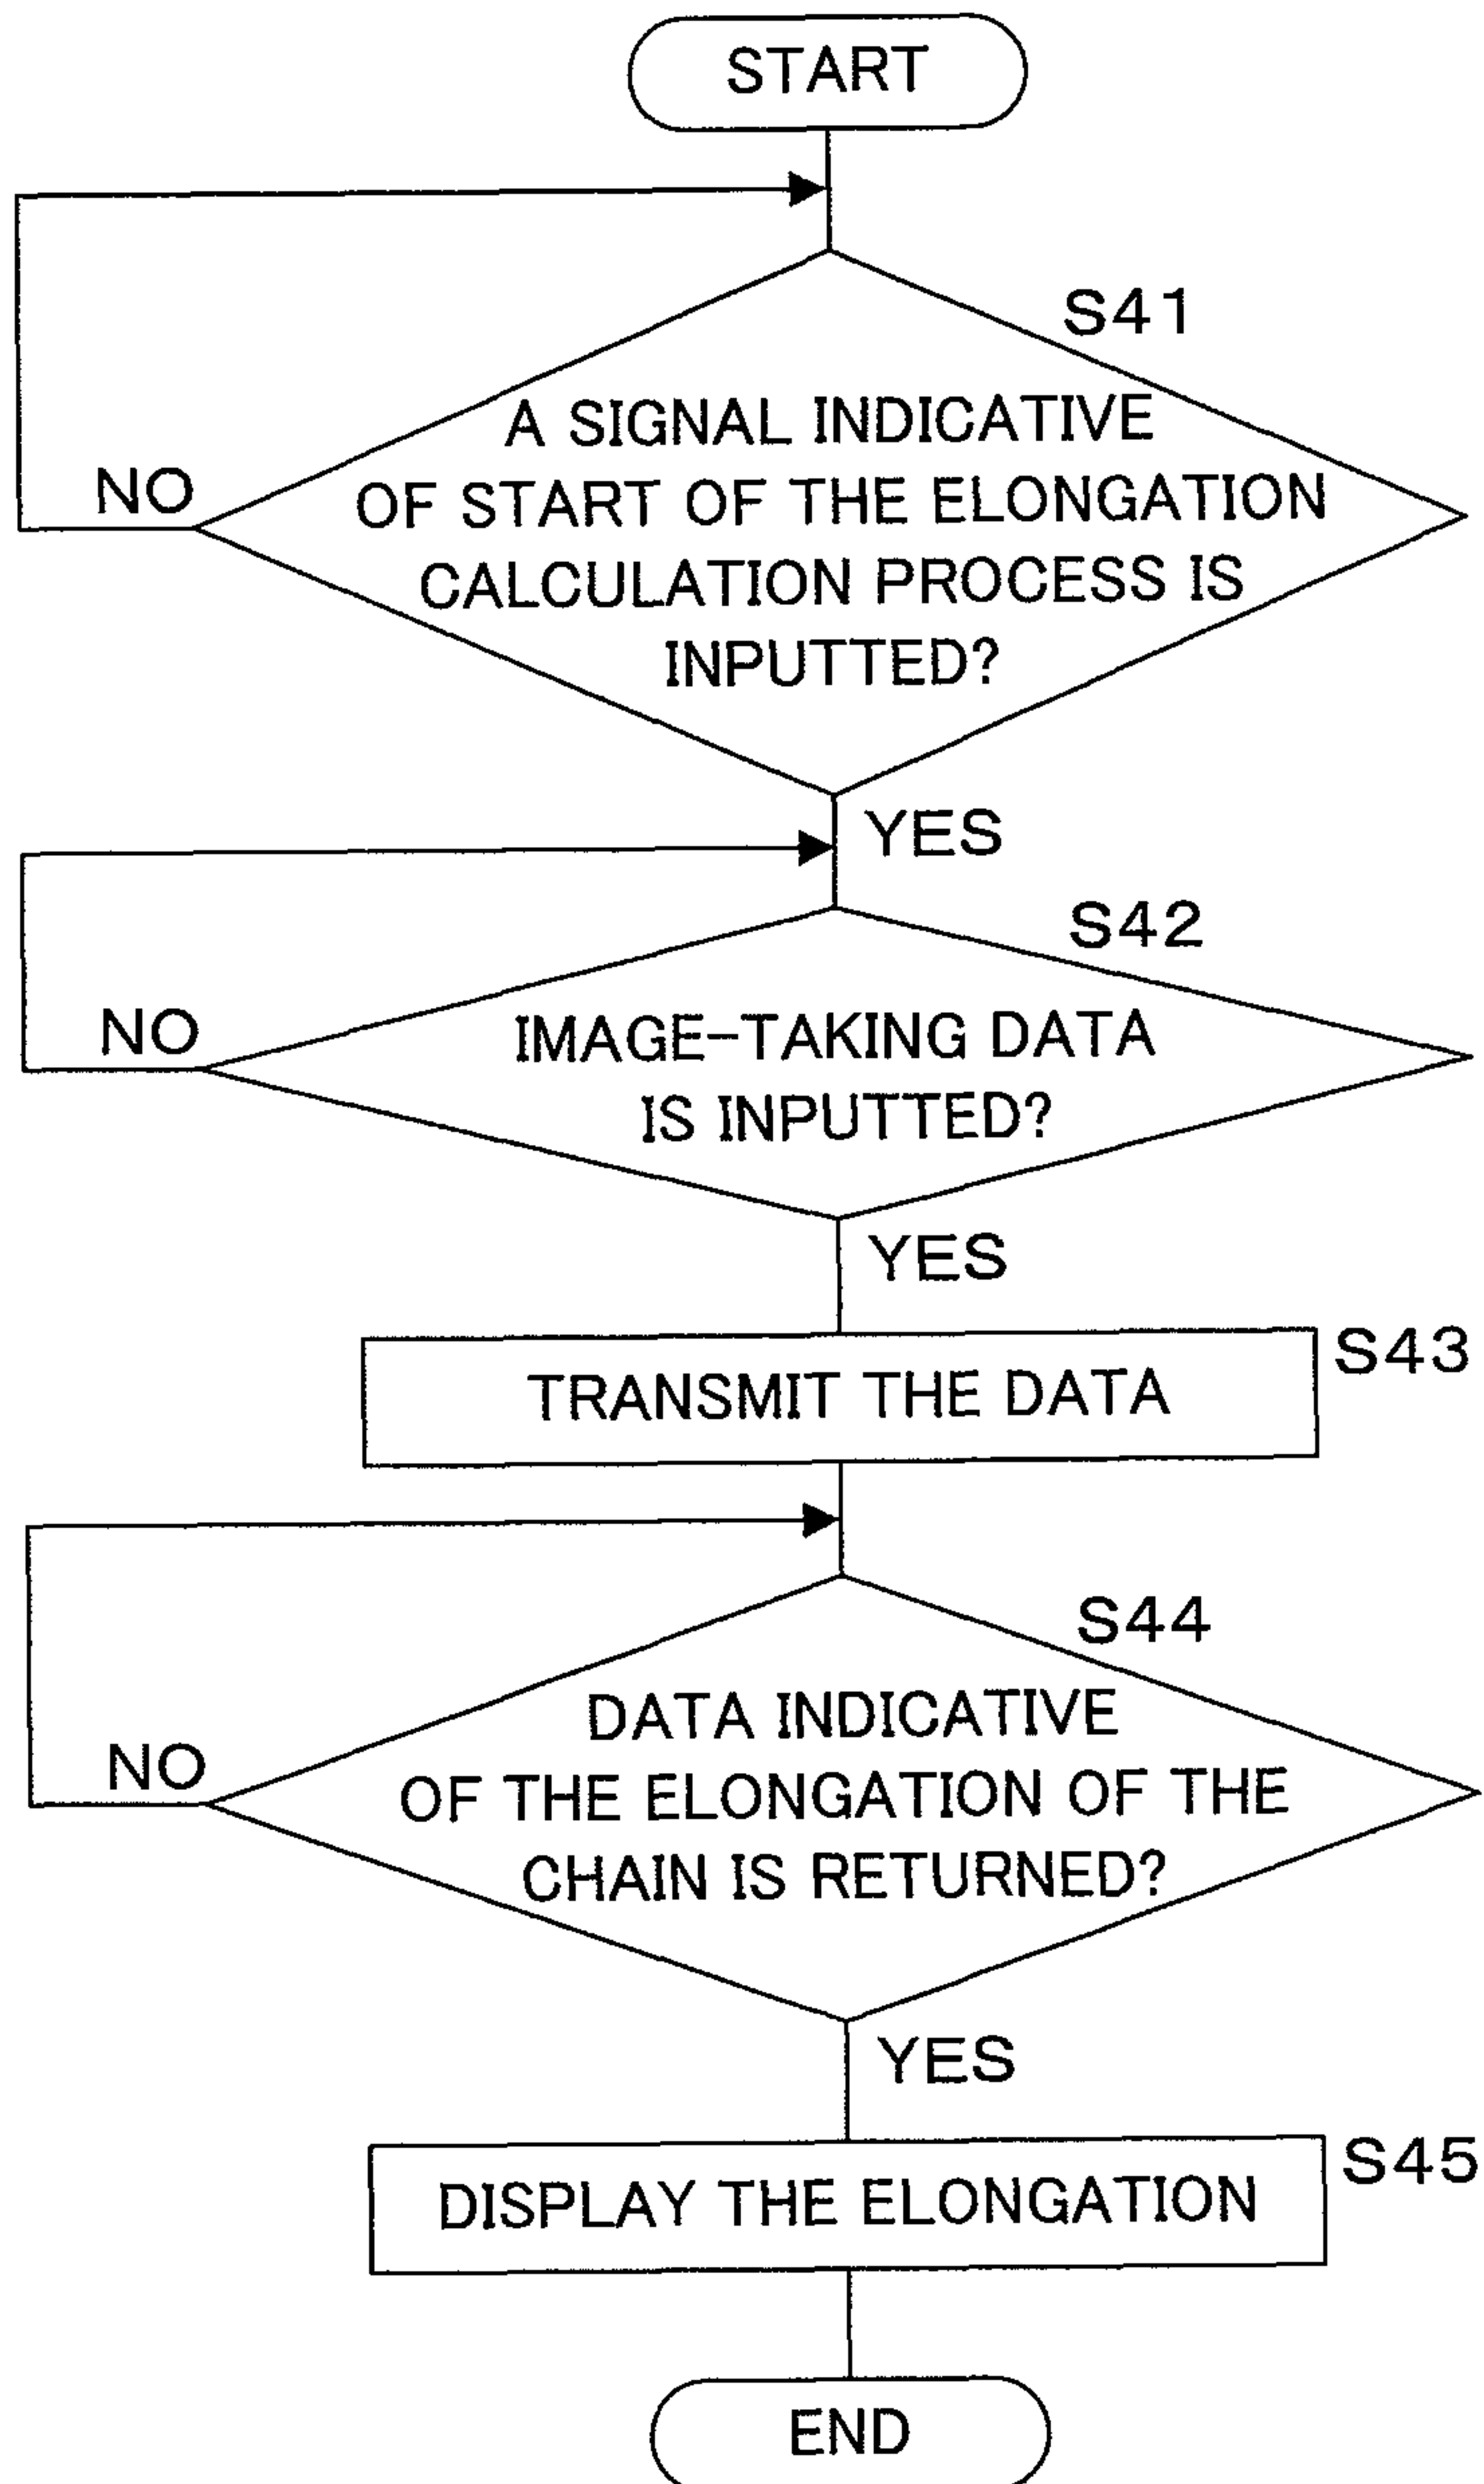 START
S41
A SIGNAL INDICATIVE
OF START OF THE ELONGATION
CALCULATION PROCESS IS
INPUTTED?
NO
YES
S42
IMAGE-TAKING DATA
IS INPUTTED?
NO
YES
TRANSMIT THE DATA
S43
S44
DATA INDICATIVE
OF THE ELONGATION OF THE
CHAIN IS RETURNED?
NO
YES
DISPLAY THE ELONGATION
S45
END